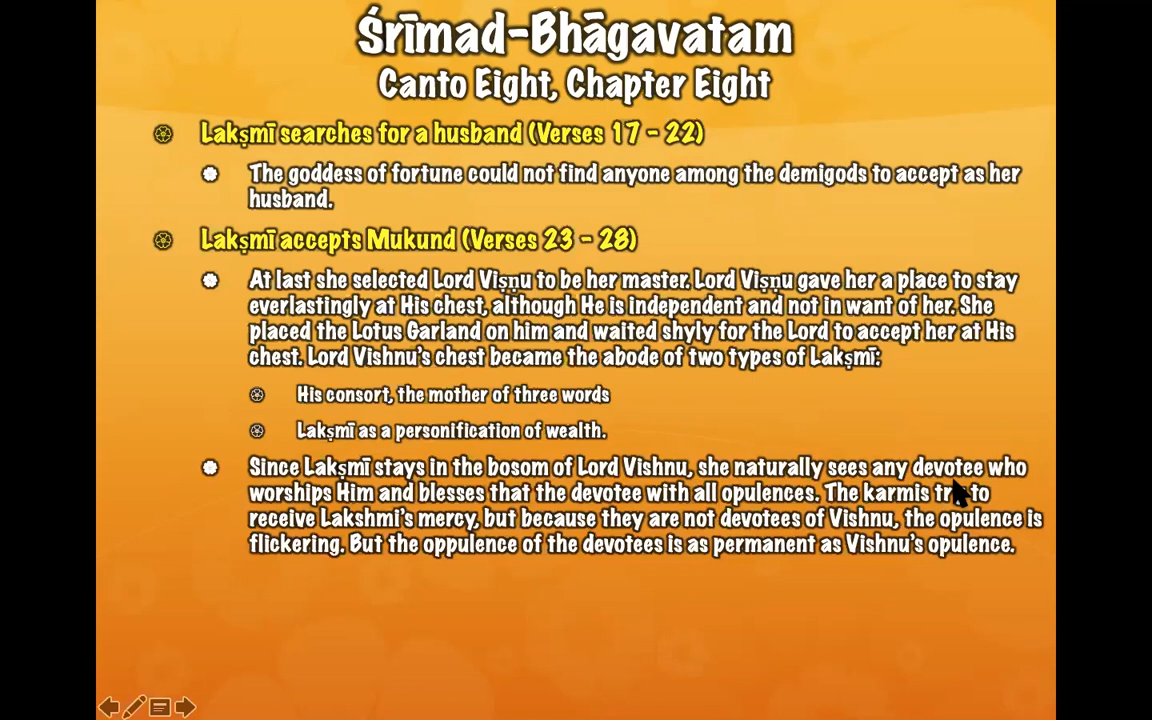 Śrīmad-Bhāgavatam
Canto Eight, Chapter Eight
Lakṣmī searches for a husband (Verses 17 - 22)
The goddess of fortune could not find anyone among the demigods to accept as her
husband.
Lakṣmī accepts Mukund (Verses 23 - 28)
At last she selected Lord Viṣṇu to be her master. Lord Viṣṇu gave her a place to stay
everlastingly at His chest, although He is independent and not in want of her. She
placed the Lotus Garland on him and waited shyly for the Lord to accept her at His
chest. Lord Vishnu's chest became the abode of two types of Lakṣmī:
His consort, the mother of three words
Lakṣmī as a personification of wealth.
Since Lakṣmī stays in the bosom of Lord Vishnu, she naturally sees any devotee who
worships Him and blesses that the devotee with all opulences. The karmis try to
receive Lakshmi's mercy, but because they are not devotees of Vishnu, the opulence is
flickering. But the oppulence of the devotees is as permanent as Vishnu's opulence.